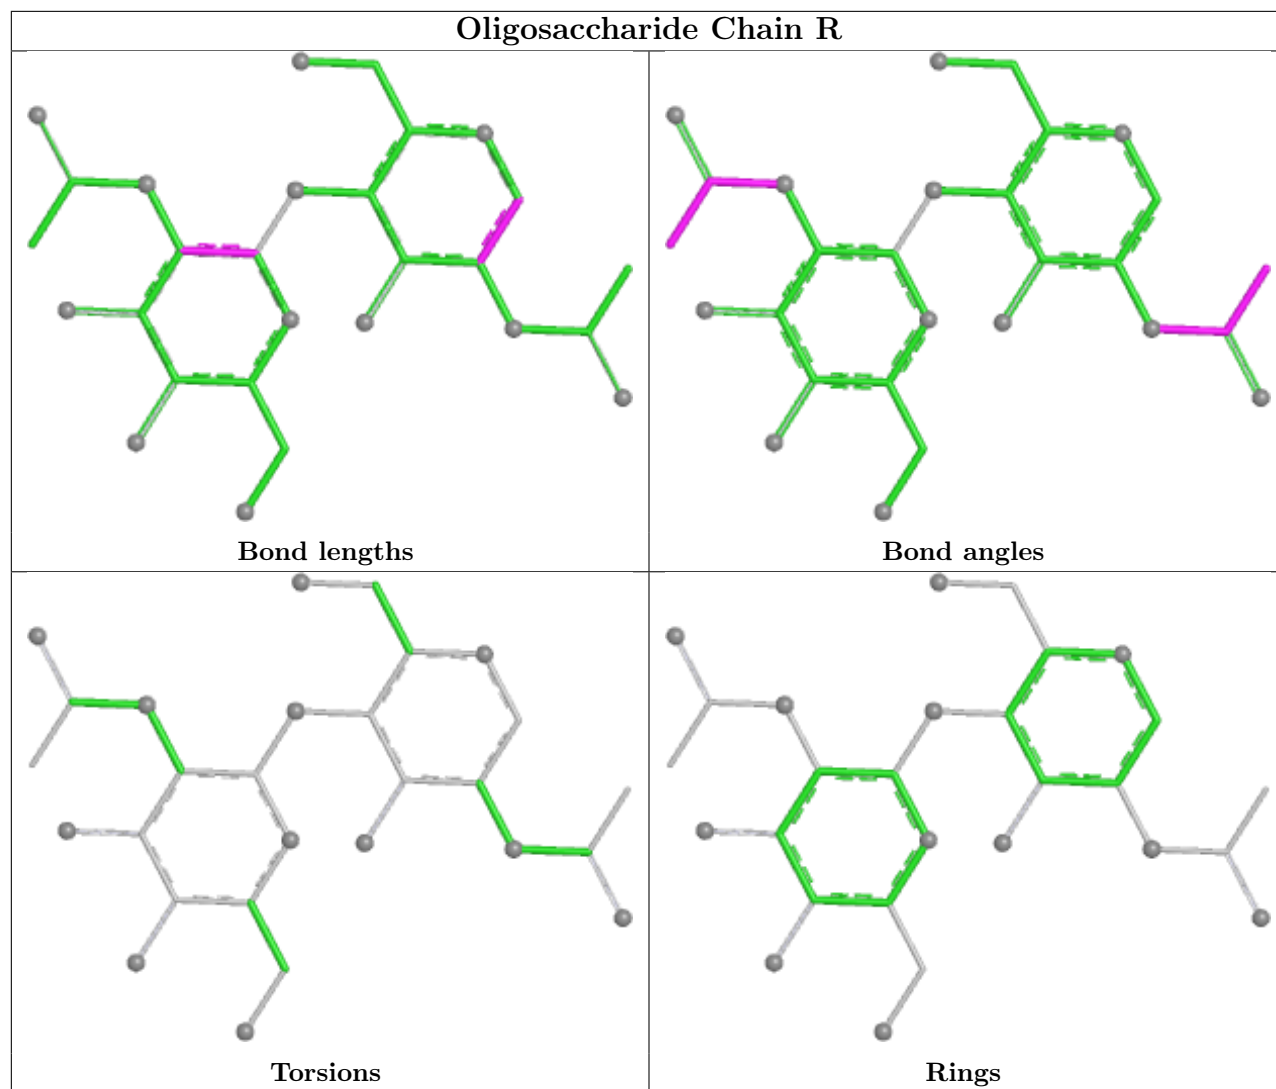 Oligosaccharide Chain R
Bond lengths
Bond angles
Torsions
Rings